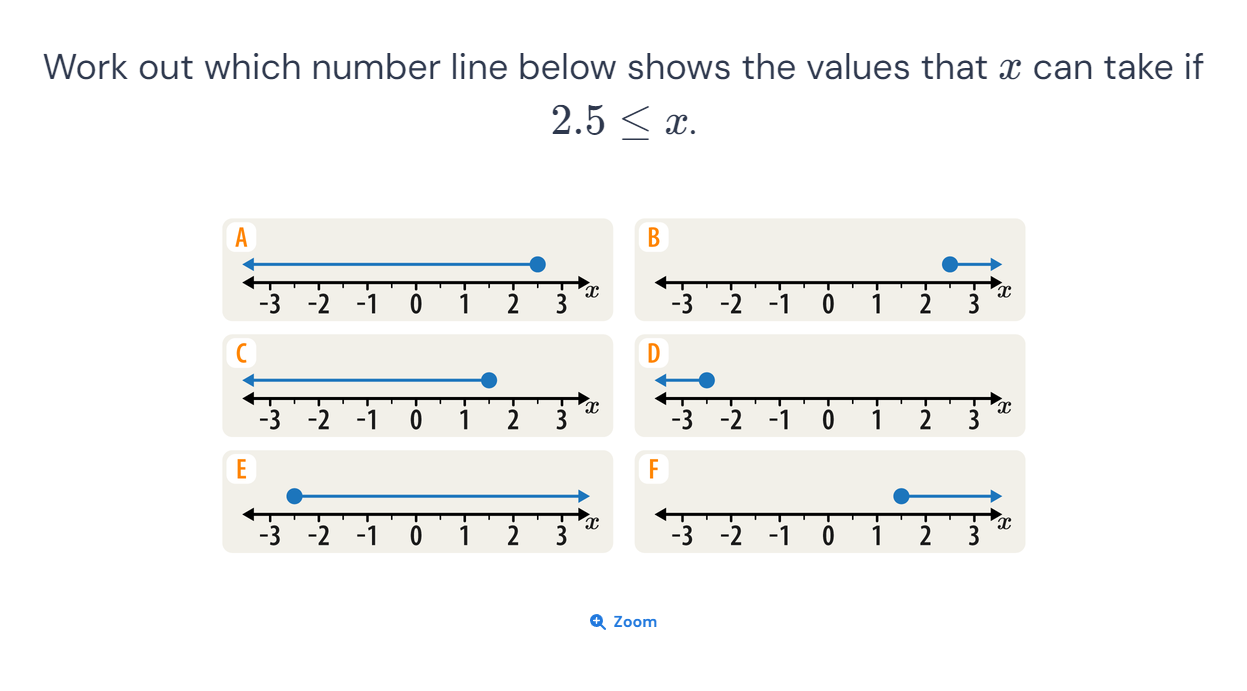 Work out which number line below shows the values that x can take if
2.5 ≤ x.
A
-3 -2 -1 0 1 2 3 x
B
-3 -2 -1 0 1 2 3 x
C
-3 -2 -1 0 1 2 3 x
D
-3 -2 -1 0 1 2 3 x
E
-3 -2 -1 0 1 2 3 x
F
-3 -2 -1 0 1 2 3 x
Zoom